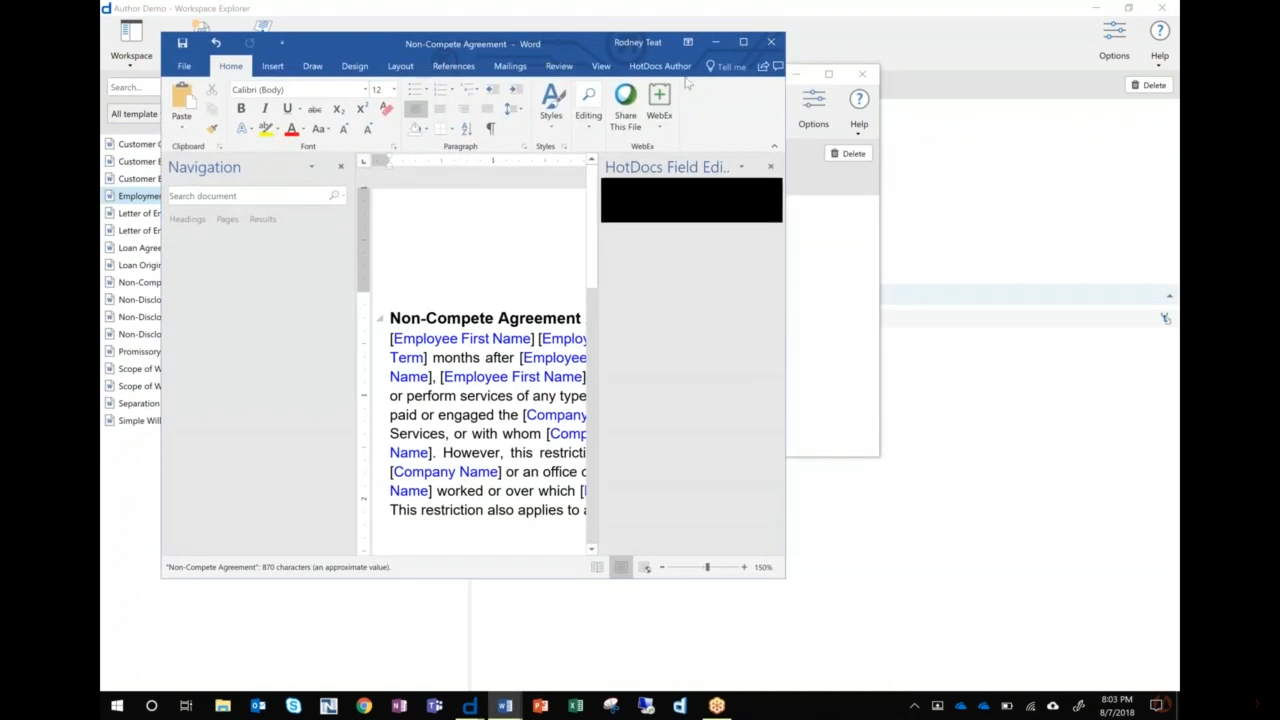 Author Demo - Workspace Explorer
Workspace
Options
Help
Search...
All template
Delete
Customer
Customer
Customer
Employme
Letter of En
Letter of En
Loan Agree
Loan Origin
Non-Comp
Non-Disclo
Non-Disclo
Non-Disclo
Promissory
Scope of W
Scope of W
Separation
Simple Will
Non-Compete Agreement - Word
Rodney Teat
File
Home
Insert
Draw
Design
Layout
References
Mailings
Review
View
HotDocs Author
Tell me
Paste
Calibri (Body)
12
Styles
Editing
Share
This File
WebEx
Clipboard
Font
Paragraph
Styles
WebEx
Options
Help
Delete
Navigation
Search document
Headings
Pages
Results
HotDocs Field Edi..
Non-Compete Agreement
[Employee First Name] [Employ
Term] months after [Employee
Name], [Employee First Name]
or perform services of any type
paid or engaged the [Company
Services, or with whom [Comp
Name]. However, this restricti
[Company Name] or an office o
Name] worked or over which [
This restriction also applies to a
"Non-Compete Agreement": 870 characters (an approximate value).
150%
8:03 PM
8/7/2018